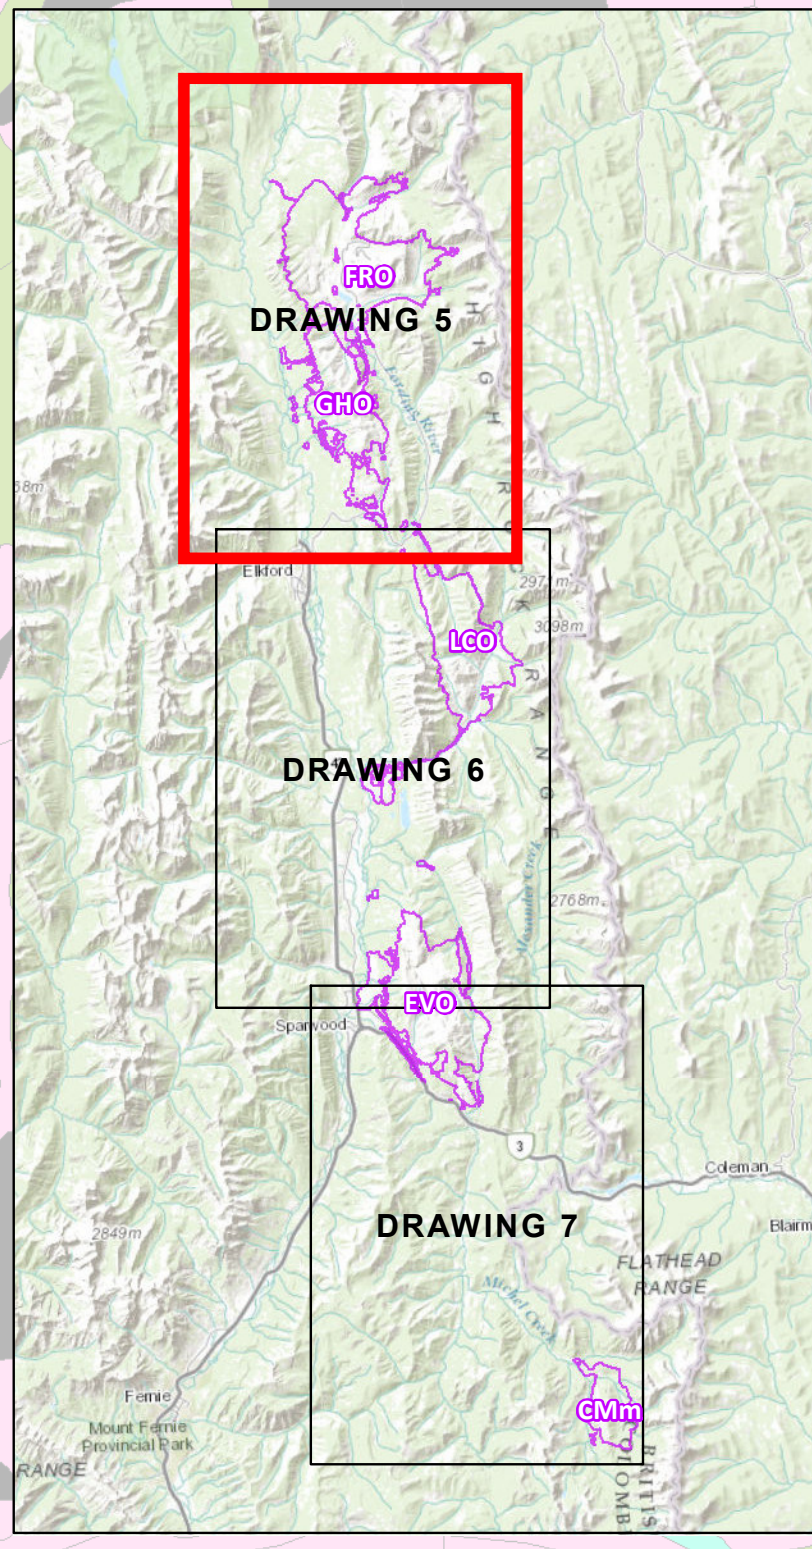 FRO
DRAWING 5
HIGH ROCK RANGE
Fording River
GHO
58m
Elkford
2971m
3098m
LCO
DRAWING 6
Alexander Creek
2768m
EVO
Sparwood
3
Coleman
DRAWING 7
Blairm
2849m
FLATHEAD
RANGE
Michel Creek
Fernie
CMm
Mount Fernie
Provincial Park
RANGE
BRITIS
OLOMB